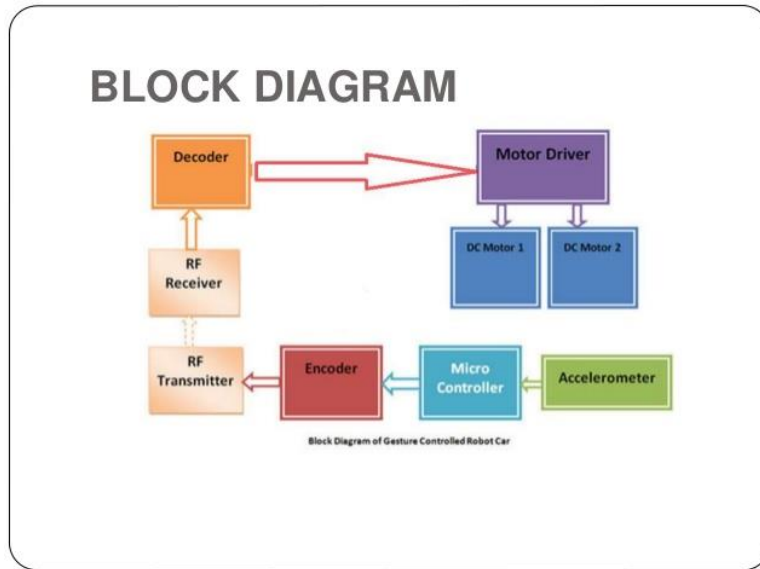 BLOCK DIAGRAM
Decoder
Motor Driver
DC Motor 1
DC Motor 2
RF
Receiver
RF
Transmitter
Encoder
Micro
Controller
Accelerometer
Block Diagram of Gesture Controlled Robot Car